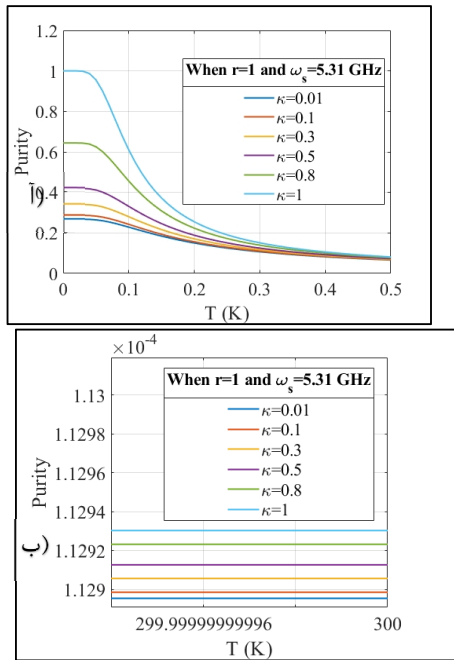 1.2
1
0.8
0.6
0.4
0.2
0
Purity
When r=1 and ωs=5.31 GHz
κ=0.01
κ=0.1
κ=0.3
κ=0.5
κ=0.8
κ=1
0 0.1 0.2 0.3 0.4 0.5
T (K)
×10-4
When r=1 and ωs=5.31 GHz
κ=0.01
κ=0.1
κ=0.3
κ=0.5
κ=0.8
κ=1
1.13
1.1298
1.1296
1.1294
1.1292
1.129
Purity
ب)
299.99999999996 300
T (K)